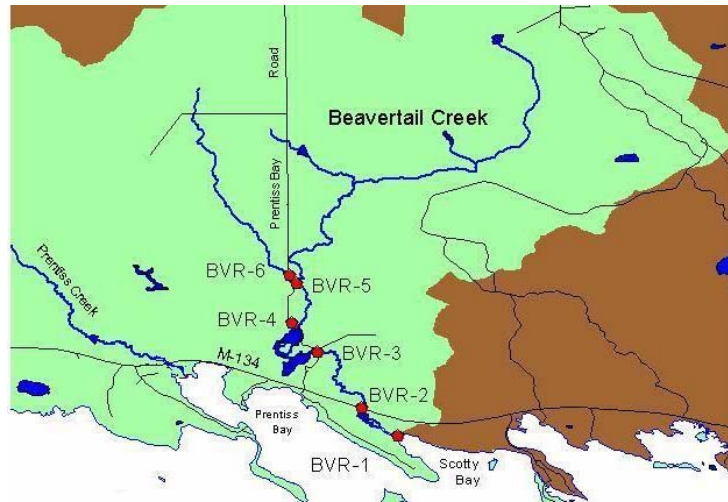 Road
Beavertail Creek
Prentiss Bay
Prentiss Creek
BVR-6
BVR-5
BVR-4
BVR-3
M-134
BVR-2
Prentiss
Bay
BVR-1
Scotty
Bay